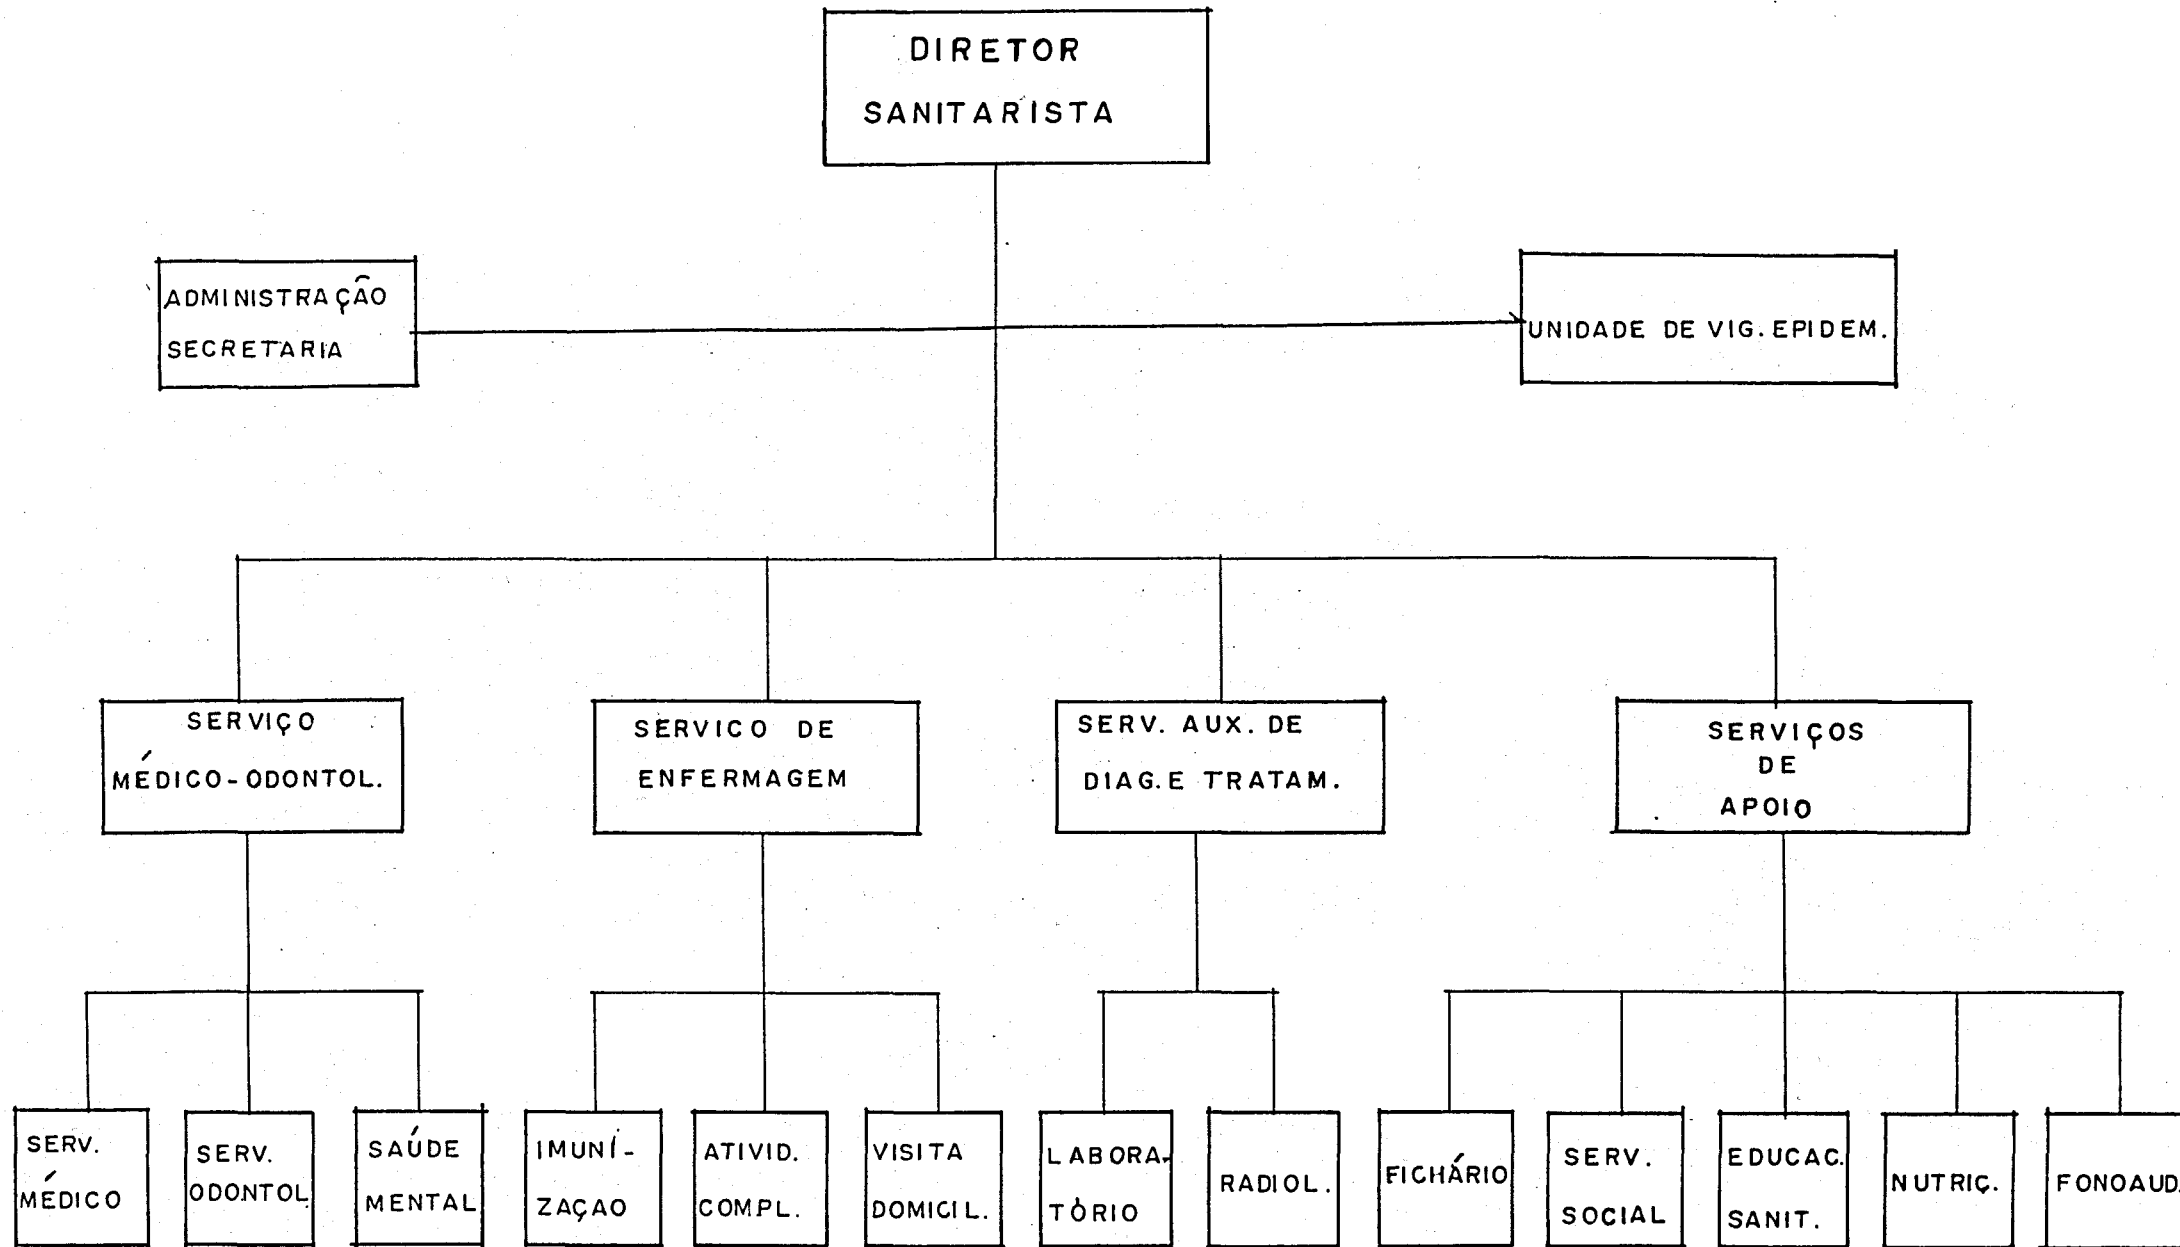 DIRETOR
SANITARISTA
ADMINISTRAÇÃO
SECRETARIA
UNIDADE DE VIG. EPIDEM.
SERVIÇO
MÉDICO-ODONTOL.
SERVICO DE
ENFERMAGEM
SERV. AUX. DE
DIAG. E TRATAM.
SERVIÇOS
DE
APOIO
SERV.
MÉDICO
SERV.
ODONTOL
SAÚDE
MENTAL
IMUNÍ-
ZAÇAO
ATIVID.
COMPL.
VISITA
DOMICIL.
LABORA-
TÓRIO
RADIOL.
FICHÁRIO
SERV.
SOCIAL
EDUCAC.
SANIT.
NUTRIÇ.
FONOAUD.